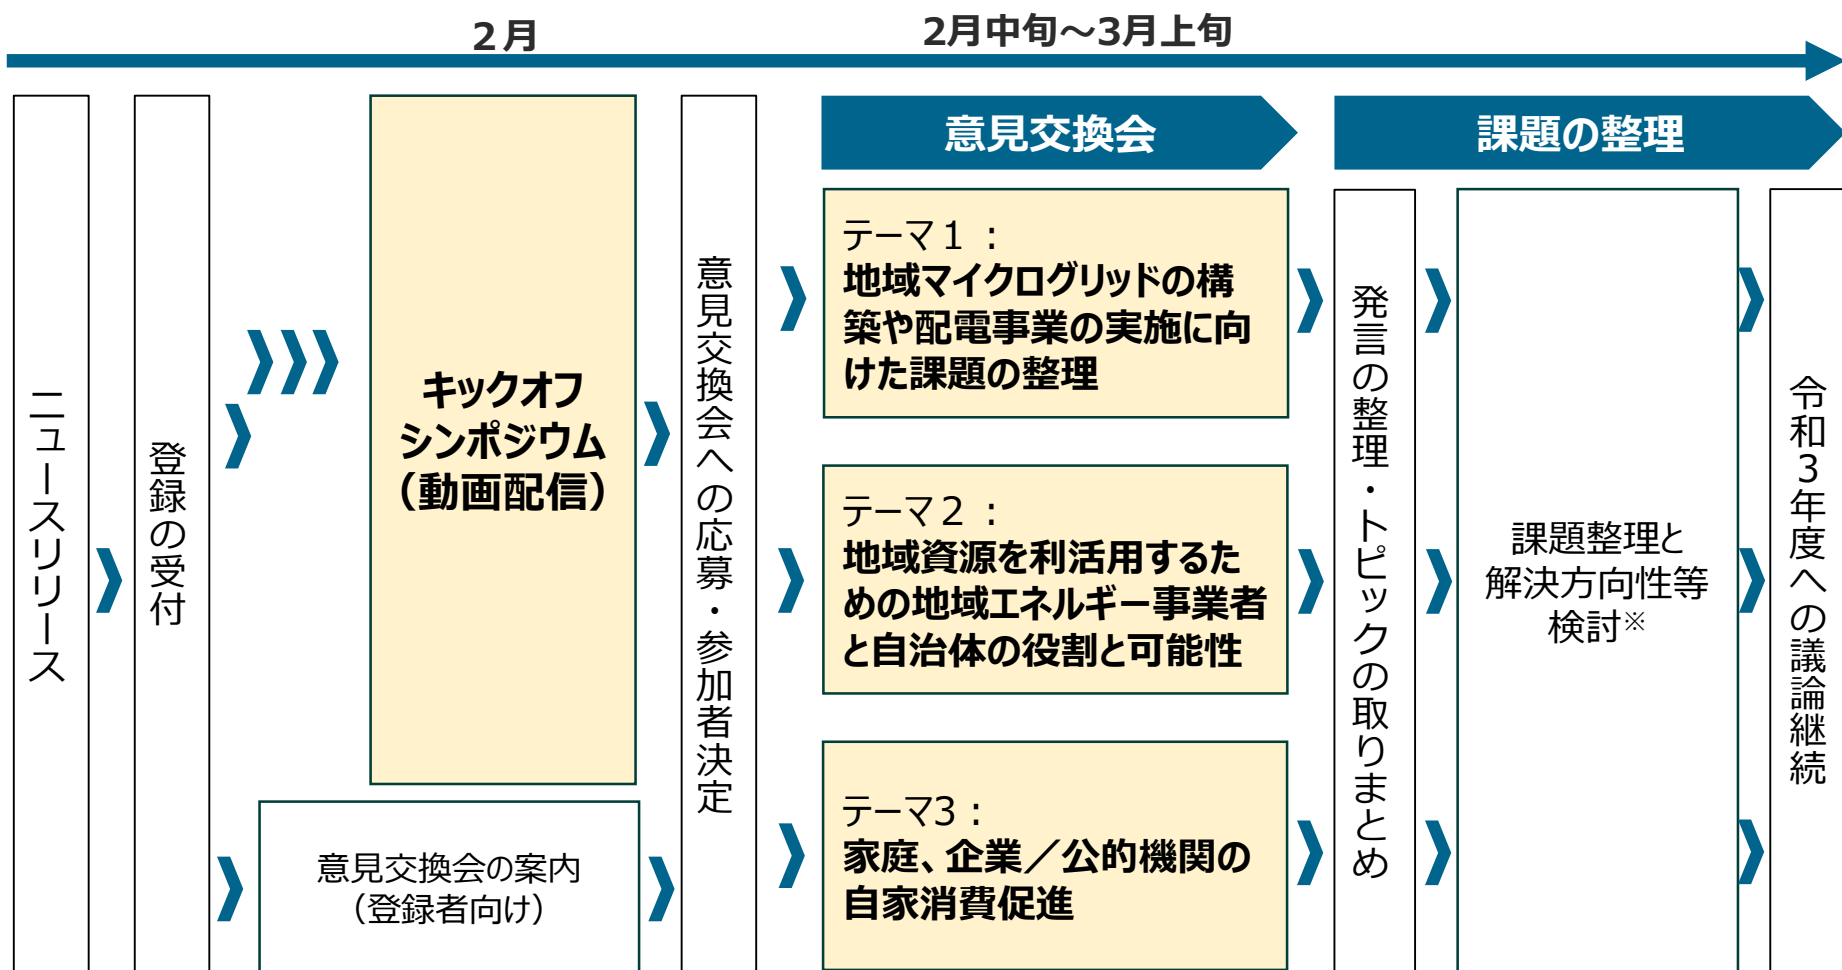 ２月
2月中旬～3月上旬
ニュースリリース
登録の受付
キックオフ
シンポジウム
（動画配信）
意見交換会の案内
（登録者向け）
意見交換会への応募・参加者決定
意見交換会
テーマ１：
地域マイクログリッドの構
築や配電事業の実施に向
けた課題の整理
テーマ２：
地域資源を利活用するた
めの地域エネルギー事業者
と自治体の役割と可能性
テーマ3：
家庭、企業／公的機関の
自家消費促進
課題の整理
発言の整理・トピックの取りまとめ
課題整理と
解決方向性等
検討※
令和3年度への議論継続